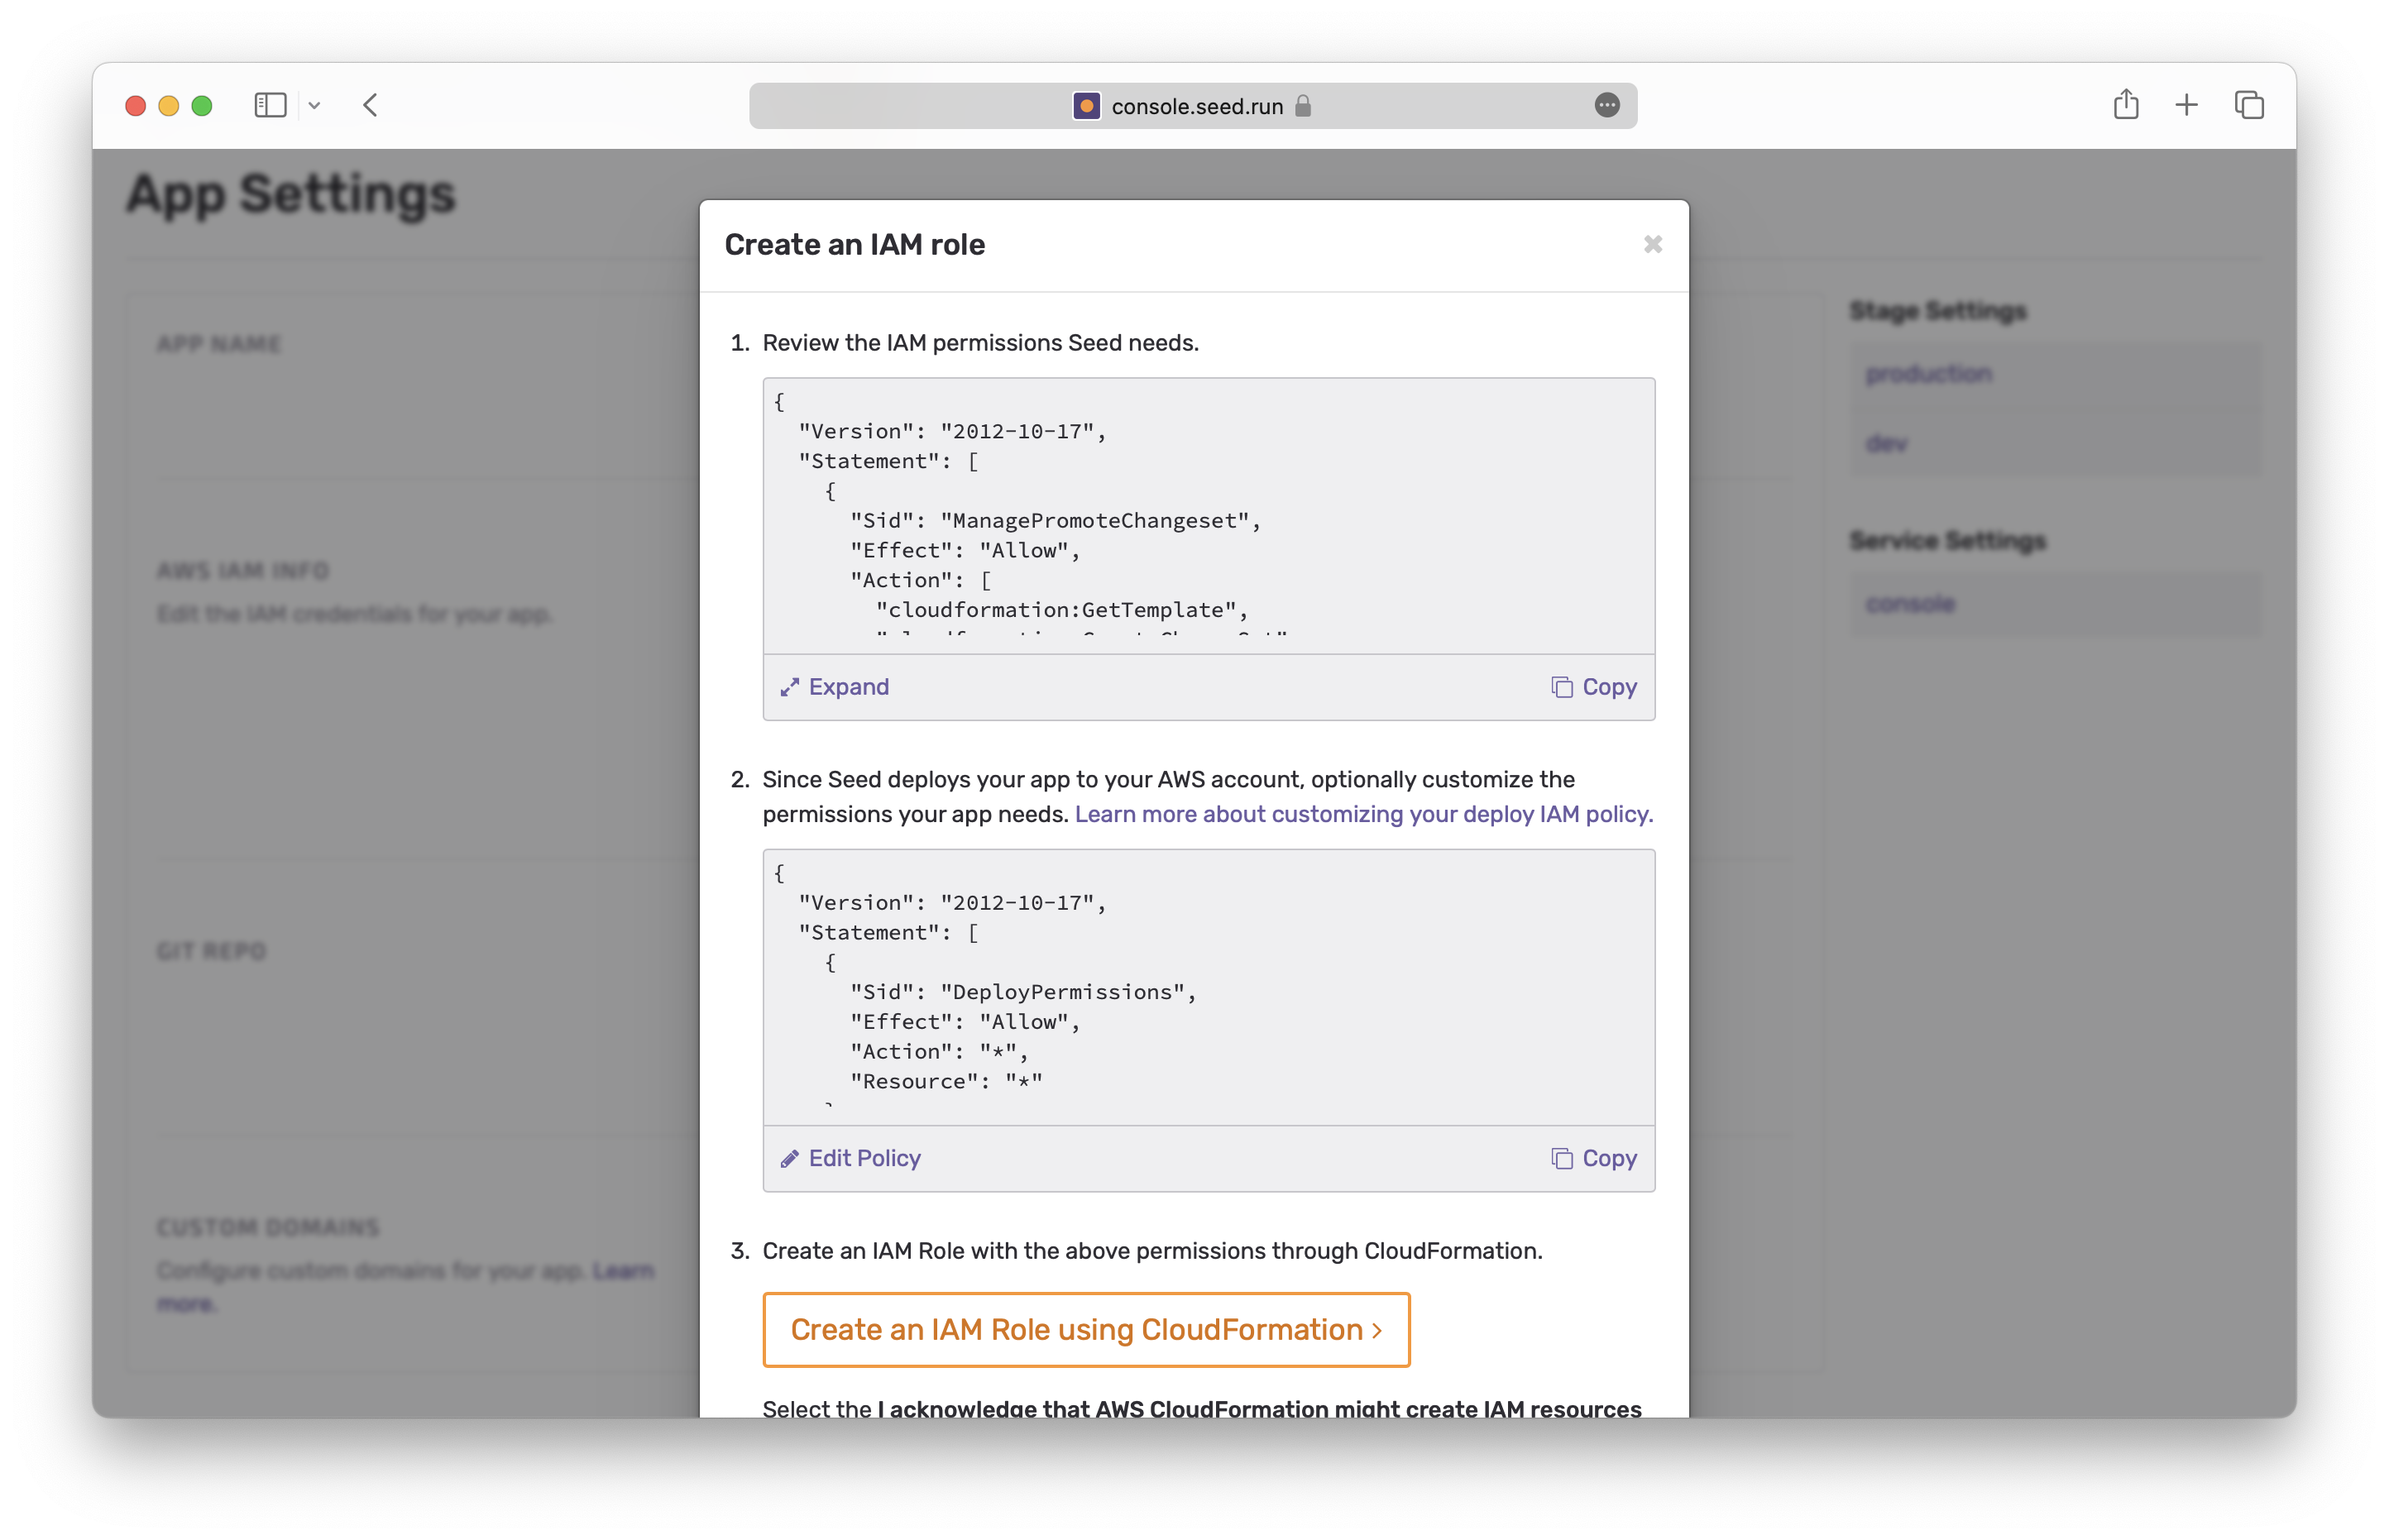 console.seed.run
App Settings
Create an IAM role
APP NAME
AWS IAM INFO
Edit the IAM credentials for your app.
GIT REPO
CUSTOM DOMAINS
Configure custom domains for your app. Learn
more.
1. Review the IAM permissions Seed needs.
{
"Version": "2012-10-17",
"Statement": [
{
"Sid": "ManagePromoteChangeset",
"Effect": "Allow",
"Action": [
"cloudformation:GetTemplate",
Expand
Copy
2. Since Seed deploys your app to your AWS account, optionally customize the
permissions your app needs. Learn more about customizing your deploy IAM policy.
{
"Version": "2012-10-17",
"Statement": [
{
"Sid": "DeployPermissions",
"Effect": "Allow",
"Action": "*",
"Resource": "*"
Edit Policy
Copy
3. Create an IAM Role with the above permissions through CloudFormation.
Create an IAM Role using CloudFormation >
Select the I acknowledge that AWS CloudFormation might create IAM resources
Stage Settings
production
dev
Service Settings
console